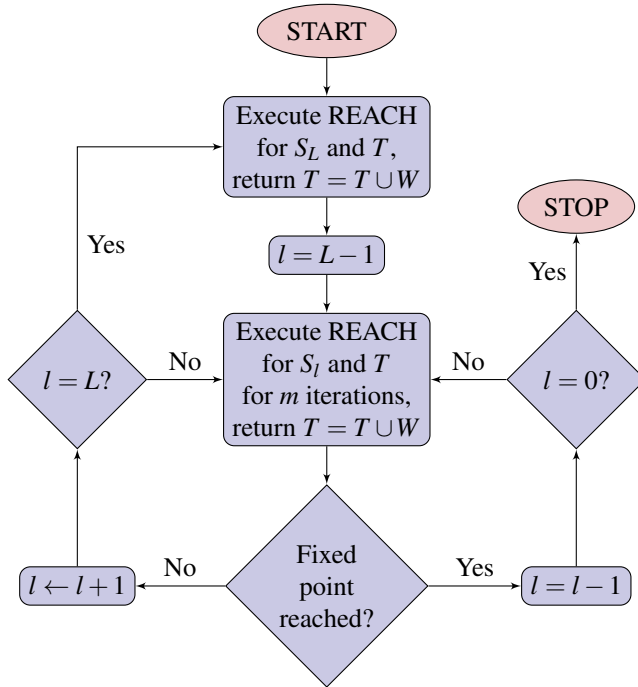 START
Execute REACH
for S_L and T,
return T = T ∪ W
STOP
Yes
l = L − 1
Yes
Execute REACH
for S_l and T
for m iterations,
return T = T ∪ W
l = L?
No
No
l = 0?
Fixed
point
reached?
No
Yes
l ← l + 1
l = l − 1